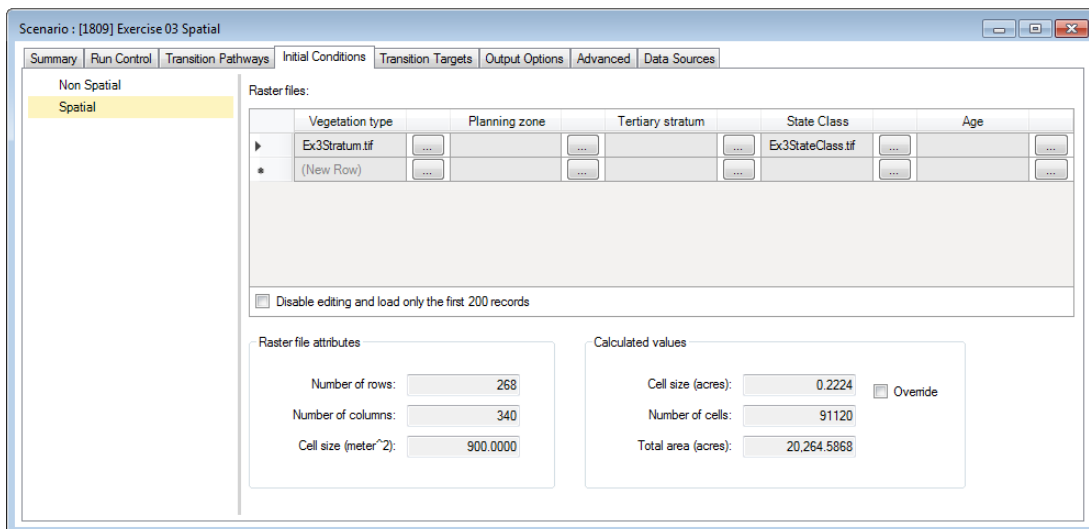 Scenario : [1809] Exercise 03 Spatial
Summary Run Control Transition Pathways Initial Conditions Transition Targets Output Options Advanced Data Sources
Non Spatial
Spatial
Raster files:
Vegetation type Planning zone Tertiary stratum State Class Age
Ex3Stratum.tif ... ... ... Ex3StateClass.tif ... ...
* (New Row) ... ... ... ... ...
Disable editing and load only the first 200 records
Raster file attributes
Number of rows: 268
Number of columns: 340
Cell size (meter^2): 900.0000
Calculated values
Cell size (acres): 0.2224 Override
Number of cells: 91120
Total area (acres): 20,264.5868